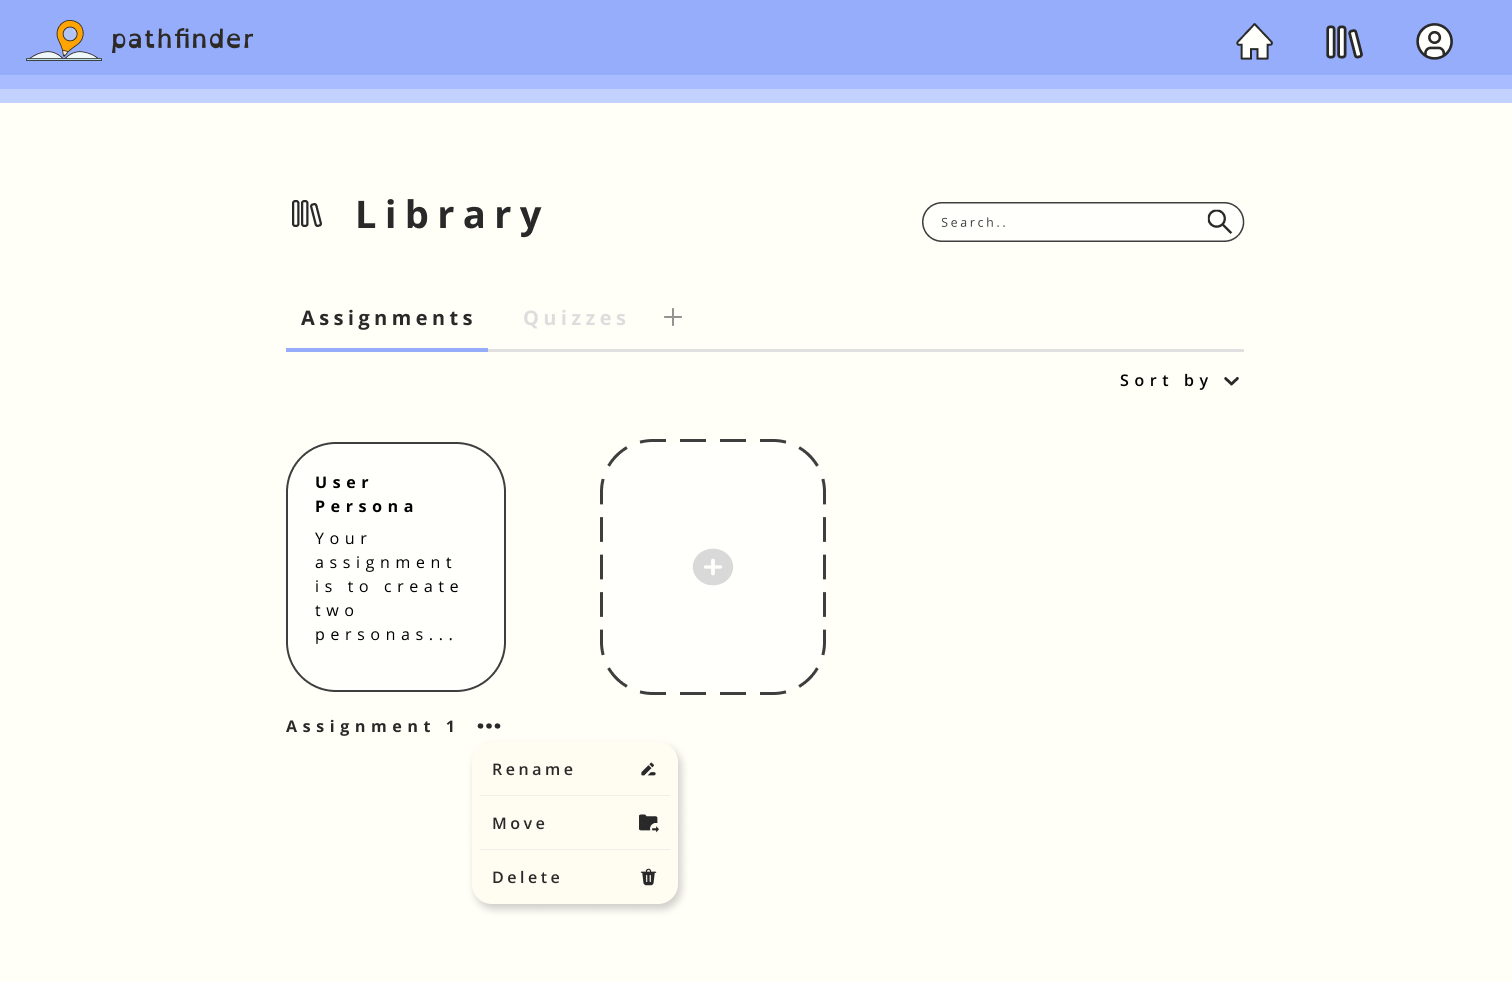 pathfinder
Library
Search..
Assignments
Quizzes
Sort by
User
Persona
Your
assignment
is to create
two
personas...
Assignment 1
Rename
Move
Delete